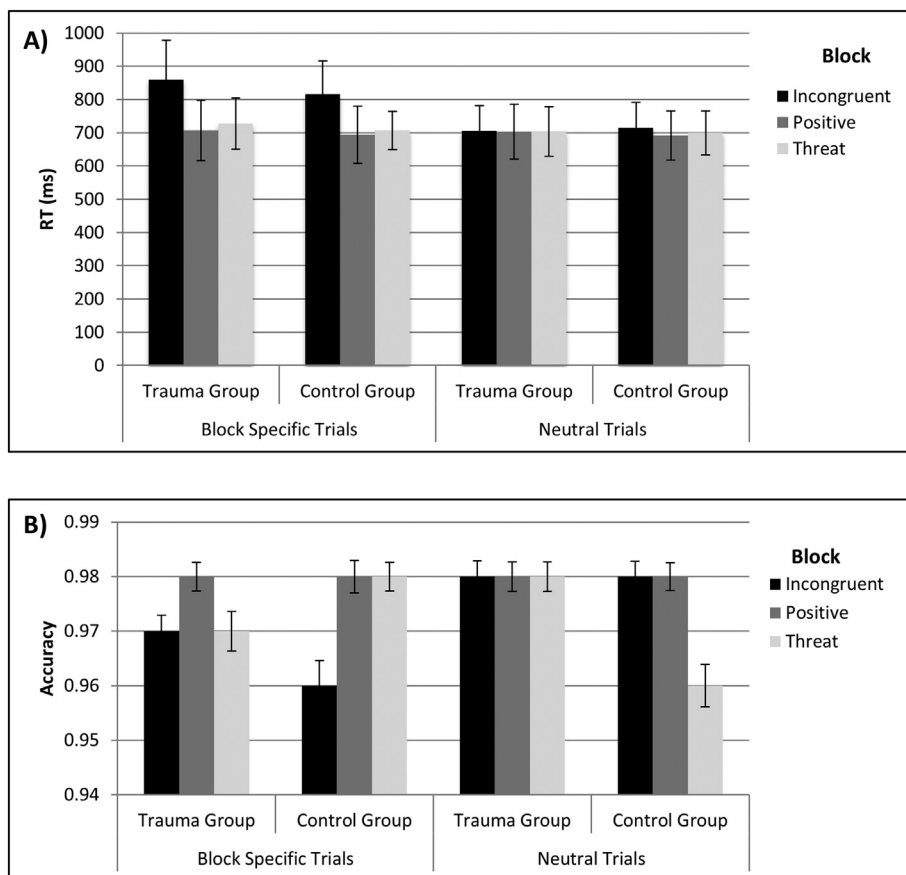 A)
1000
900
800
700
600
500
400
300
200
100
0
RT (ms)
Block
Incongruent
Positive
Threat
Trauma Group Control Group Trauma Group Control Group
Block Specific Trials Neutral Trials
B)
0.99
0.98
0.97
0.96
0.95
0.94
Accuracy
Block
Incongruent
Positive
Threat
Trauma Group Control Group Trauma Group Control Group
Block Specific Trials Neutral Trials